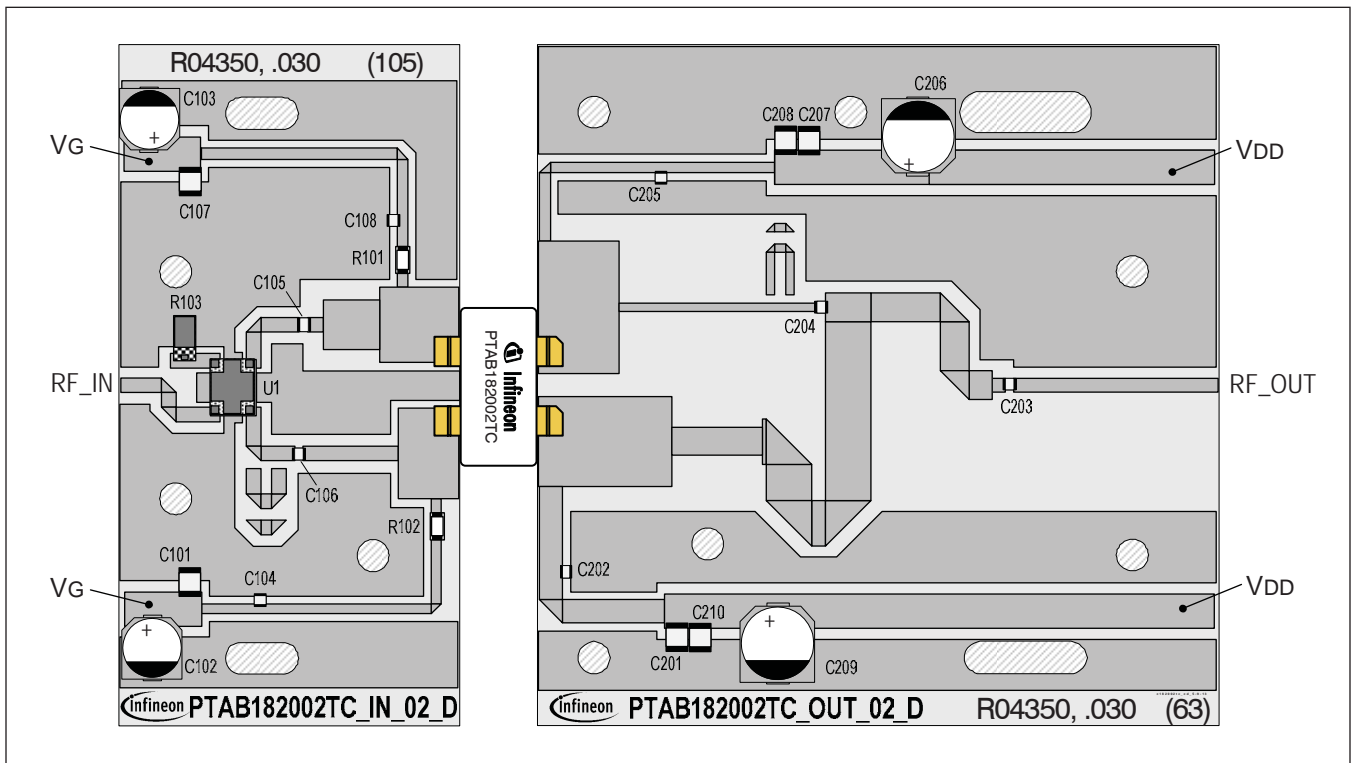 R04350, .030 (105)
C103
VG
C107
C108
R101
C105
R103
RF_IN
U1
C106
R102
C101
C104
VG
C102
infineon PTAB182002TC_IN_02_D
Infineon
PTAB182002TC
C206
C208 C207
VDD
C205
C204
C203
RF_OUT
C202
VDD
C210
C201
C209
infineon PTAB182002TC_OUT_02_D R04350, .030 (63)